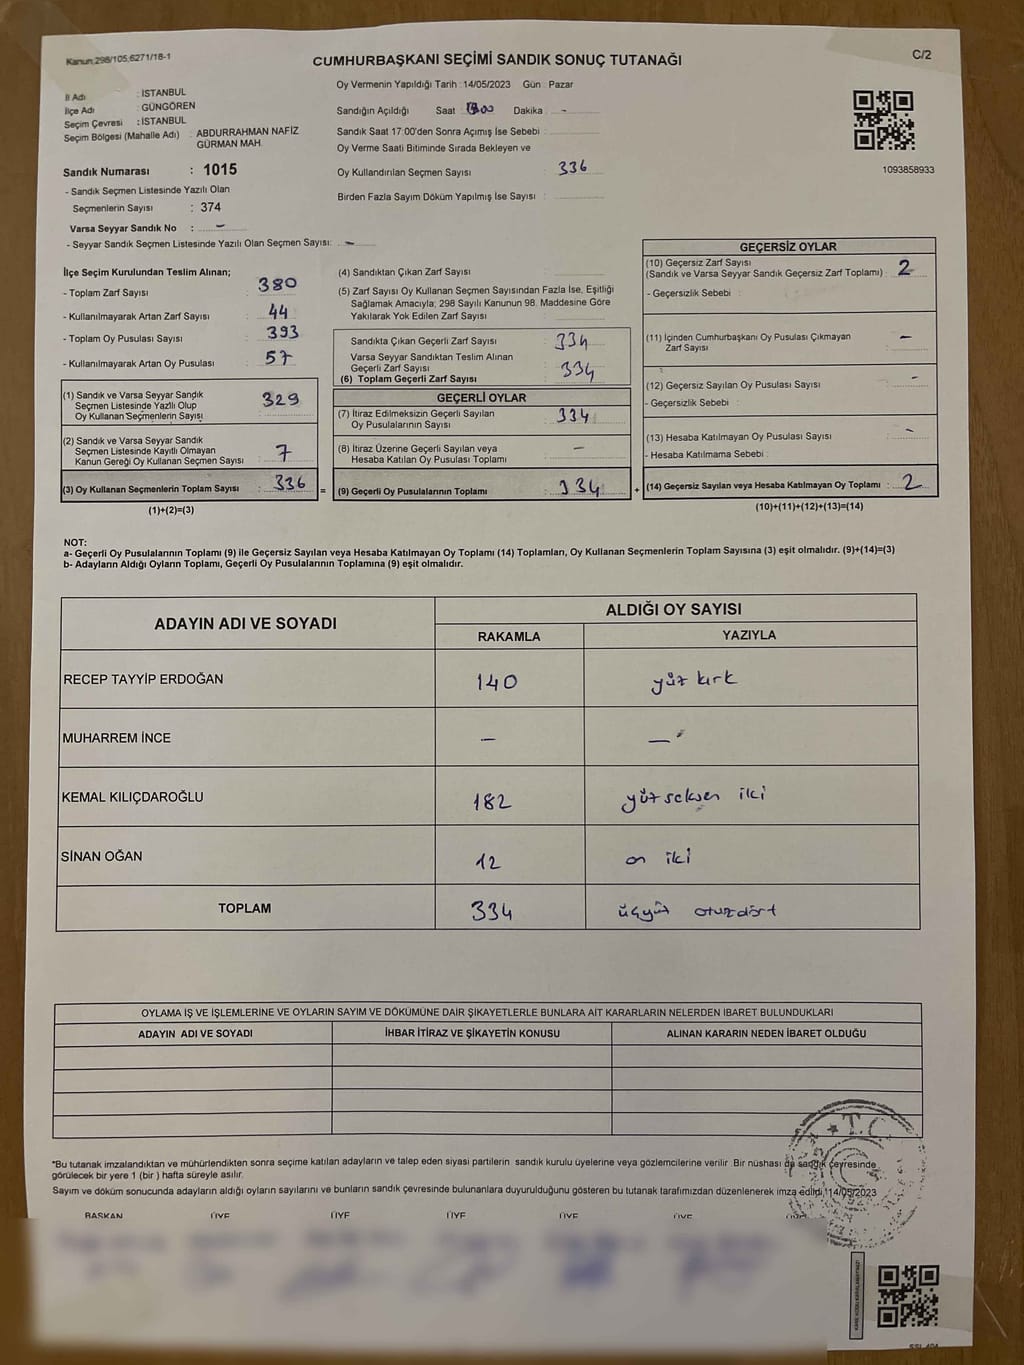 Kanun:298/105;6271/18-1
CUMHURBAŞKANI SEÇİMİ SANDIK SONUÇ TUTANAĞI
C/2
İl Adı : İSTANBUL
İlçe Adı : GÜNGÖREN
Seçim Çevresi : İSTANBUL
Seçim Bölgesi (Mahalle Adı) : ABDURRAHMAN NAFİZ
GÜRMAN MAH.
Sandık Numarası : 1015
- Sandık Seçmen Listesinde Yazılı Olan
Seçmenlerin Sayısı : 374
Varsa Seyyar Sandık No : -
- Seyyar Sandık Seçmen Listesinde Yazılı Olan Seçmen Sayısı: -
Oy Vermenin Yapıldığı Tarih :14/05/2023 Gün : Pazar
Sandığın Açıldığı Saat Dakika : -
Sandık Saat 17:00'den Sonra Açımış İse Sebebi :
Oy Verme Saati Bitiminde Sırada Bekleyen ve
Oy Kullandırılan Seçmen Sayısı : 336
Birden Fazla Sayım Döküm Yapılmış İse Sayısı :
1093858933
İlçe Seçim Kurulundan Teslim Alınan;
- Toplam Zarf Sayısı : 380
- Kullanılmayarak Artan Zarf Sayısı : 44
- Toplam Oy Pusulası Sayısı : 393
- Kullanılmayarak Artan Oy Pusulası : 57
(1) Sandık ve Varsa Seyyar Sandık
Seçmen Listesinde Yazılı Olup
Oy Kullanan Seçmenlerin Sayısı : 329
(2) Sandık ve Varsa Seyyar Sandık
Seçmen Listesinde Kayıtlı Olmayan
Kanun Gereği Oy Kullanan Seçmen Sayısı : 7
(3) Oy Kullanan Seçmenlerin Toplam Sayısı : 336
(1)+(2)=(3)
=
(4) Sandıktan Çıkan Zarf Sayısı :
(5) Zarf Sayısı Oy Kullanan Seçmen Sayısından Fazla İse, Eşitliği
Sağlamak Amacıyla; 298 Sayılı Kanunun 98. Maddesine Göre
Yakılarak Yok Edilen Zarf Sayısı :
Sandıkta Çıkan Geçerli Zarf Sayısı : 334
Varsa Seyyar Sandıktan Teslim Alınan
Geçerli Zarf Sayısı :
(6) Toplam Geçerli Zarf Sayısı : 334
GEÇERLİ OYLAR
(7) İtiraz Edilmeksizin Geçerli Sayılan
Oy Pusulasının Sayısı : 334
(8) İtiraz Üzerine Geçerli Sayılan veya
Hesaba Katılan Oy Pusulası Toplamı : -
(9) Geçerli Oy Pusulalarının Toplamı : 334
+
GEÇERSİZ OYLAR
(10) Geçersiz Zarf Sayısı
(Sandık ve Varsa Seyyar Sandık Geçersiz Zarf Toplamı) : 2
- Geçersizlik Sebebi :
(11) İçinden Cumhurbaşkanı Oy Pusulası Çıkmayan
Zarf Sayısı : -
(12) Geçersiz Sayılan Oy Pusulası Sayısı : -
- Geçersizlik Sebebi :
(13) Hesaba Katılmayan Oy Pusulası Sayısı : -
- Hesaba Katılmama Sebebi :
(14) Geçersiz Sayılan veya Hesaba Katılmayan Oy Toplamı : 2
(10)+(11)+(12)+(13)=(14)
NOT:
a- Geçerli Oy Pusulalarının Toplamı (9) ile Geçersiz Sayılan veya Hesaba Katılmayan Oy Toplamı (14) Toplamları, Oy Kullanan Seçmenlerin Toplam Sayısına (3) eşit olmalıdır. (9)+(14)=(3)
b- Adayların Aldığı Oyların Toplamı, Geçerli Oy Pusulalarının Toplamına (9) eşit olmalıdır.
ADAYIN ADI VE SOYADI
ALDIĞI OY SAYISI
RAKAMLA YAZIYLA
RECEP TAYYİP ERDOĞAN 140 yüz kırk
MUHARREM İNCE - -
KEMAL KILIÇDAROĞLU 182 yüz seksen iki
SİNAN OĞAN 12 on iki
TOPLAM 334 üçyüz otuzdört
OYLAMA İŞ VE İŞLEMLERİNE VE OYLARIN SAYIM VE DÖKÜMÜNE DAİR ŞİKAYETLERLE BUNLARA AİT KARARLARIN NELERDEN İBARET BULUNDUKLARI
ADAYIN ADI VE SOYADI İHBAR İTİRAZ VE ŞİKAYETİN KONUSU ALINAN KARARIN NEDEN İBARET OLDUĞU
T.C.
*Bu tutanak imzalandıktan ve mühürlendikten sonra seçime katılan adayların ve talep eden siyasi partilerin sandık kurulu üyelerine veya gözlemcilerine verilir. Bir nüshası da sandık çevresinde
görülecek bir yere 1 (bir) hafta süreyle asılır.
Sayım ve döküm sonucunda adayların aldığı oyların sayılarını ve bunların sandık çevresinde bulunanlara duyurulduğunu gösteren bu tutanak tarafımızdan düzenlenerek imza edildi. 14/05/2023
BAŞKAN ÜYE ÜYE ÜYE ÜYE ÜYE